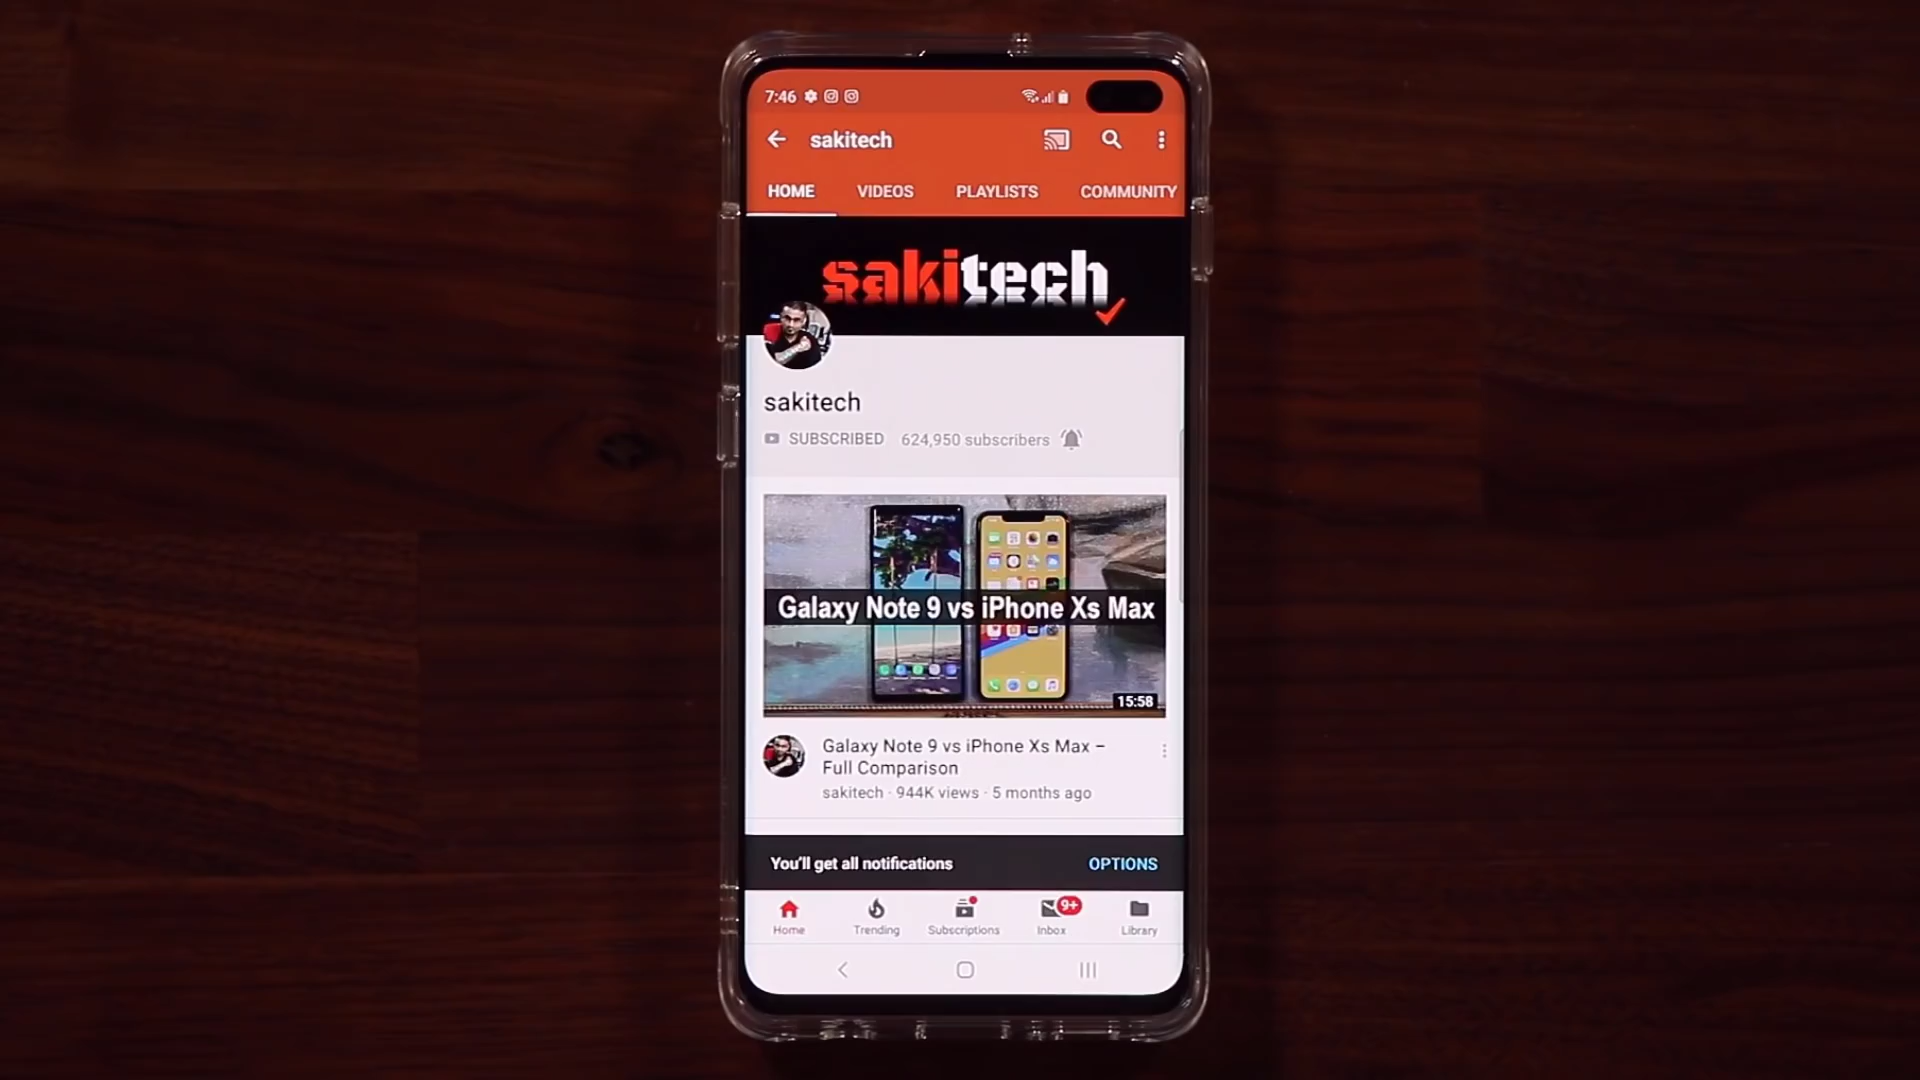 7:46
sakitech
HOME VIDEOS PLAYLISTS COMMUNITY
sakitech
sakitech
SUBSCRIBED 624,950 subscribers
Galaxy Note 9 vs iPhone Xs Max
15:58
Galaxy Note 9 vs iPhone Xs Max –
Full Comparison
sakitech · 944K views · 5 months ago
You'll get all notifications OPTIONS
9+
Home Trending Subscriptions Inbox Library